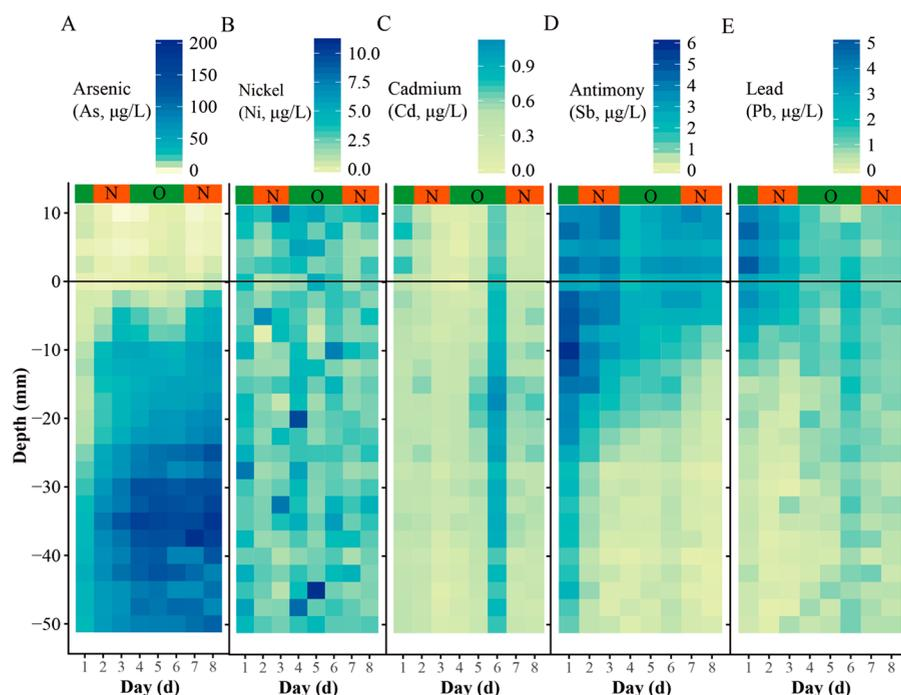 A
Arsenic
(As, μg/L)
200
150
100
50
0
B
Nickel
(Ni, μg/L)
10.0
7.5
5.0
2.5
0.0
C
Cadmium
(Cd, μg/L)
0.9
0.6
0.3
0.0
D
Antimony
(Sb, μg/L)
6
5
4
3
2
1
0
E
Lead
(Pb, μg/L)
5
4
3
2
1
0
N O N
N O N
N O N
N O N
N O N
Depth (mm)
10
0
−10
−20
−30
−40
−50
1 2 3 4 5 6 7 8
1 2 3 4 5 6 7 8
1 2 3 4 5 6 7 8
1 2 3 4 5 6 7 8
1 2 3 4 5 6 7 8
Day (d)
Day (d)
Day (d)
Day (d)
Day (d)